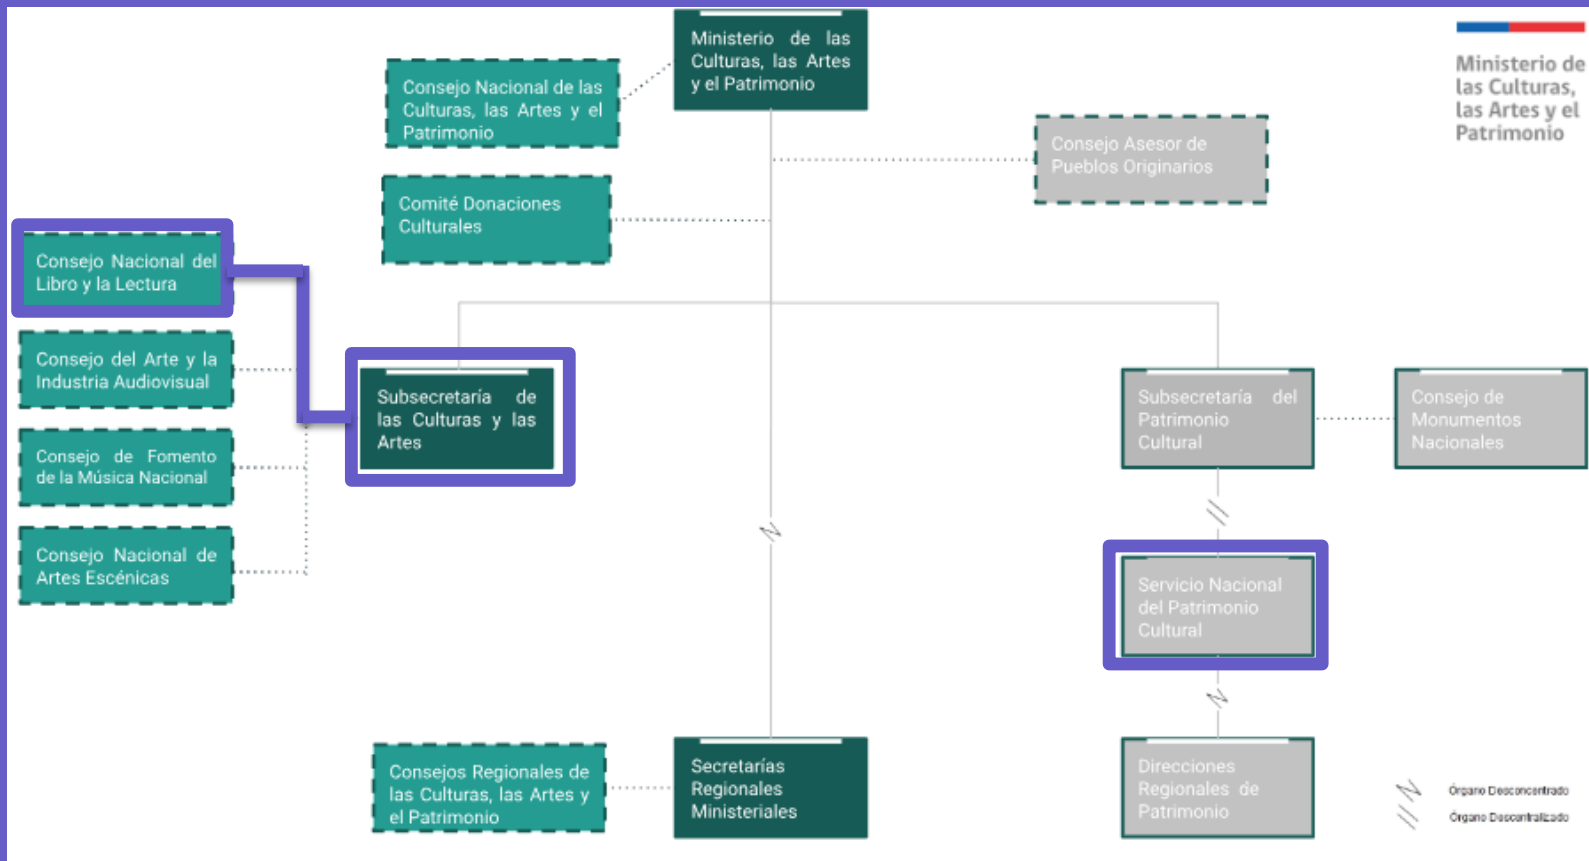 Ministerio de las
Culturas, las Artes
y el Patrimonio
Ministerio de
las Culturas,
las Artes y el
Patrimonio
Consejo Nacional de las
Culturas, las Artes y el
Patrimonio
Consejo Asesor de
Pueblos Originarios
Comité Donaciones
Culturales
Consejo Nacional del
Libro y la Lectura
Consejo del Arte y la
Industria Audiovisual
Consejo de Fomento
de la Música Nacional
Consejo Nacional de
Artes Escénicas
Subsecretaría de
las Culturas y las
Artes
Subsecretaría del
Patrimonio
Cultural
Consejo de
Monumentos
Nacionales
Servicio Nacional
del Patrimonio
Cultural
Consejos Regionales de
las Culturas, las Artes y
el Patrimonio
Secretarías
Regionales
Ministeriales
Direcciones
Regionales de
Patrimonio
Órgano Desconcentrado
Órgano Descentralizado